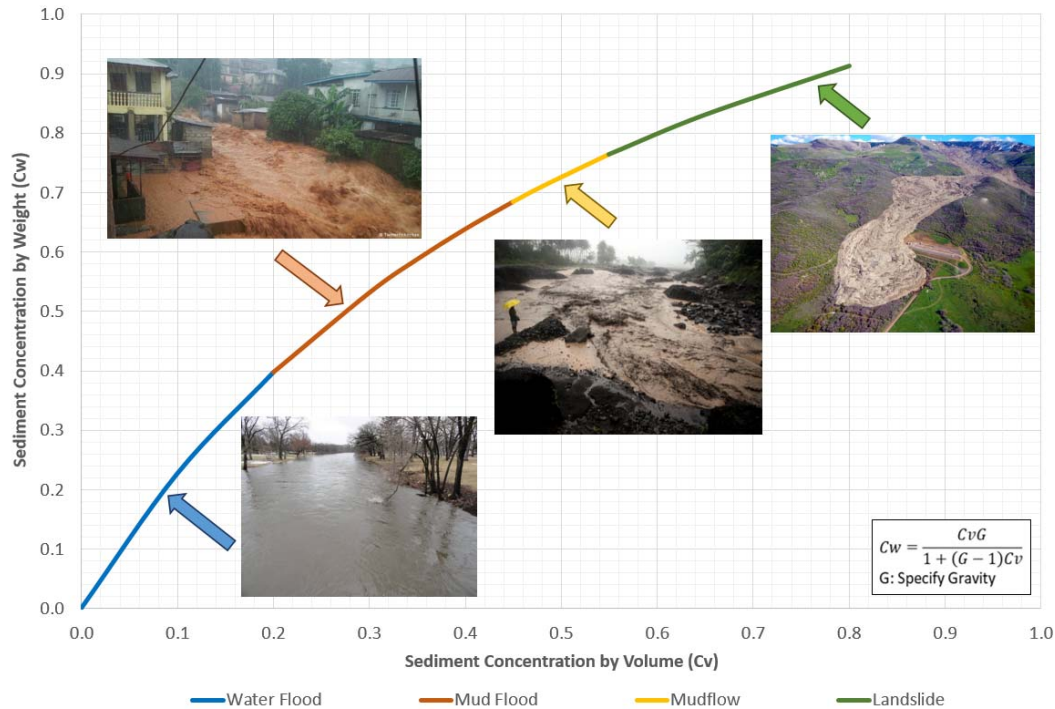 1.0
0.9
0.8
0.7
0.6
0.5
0.4
0.3
0.2
0.1
0.0
Sediment Concentration by Weight (Cw)
Cw = CvG / 1 + (G − 1)Cv
G: Specify Gravity
0.0 0.1 0.2 0.3 0.4 0.5 0.6 0.7 0.8 0.9 1.0
Sediment Concentration by Volume (Cv)
Water Flood Mud Flood Mudflow Landslide